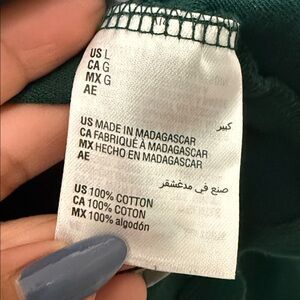 US L
CA G
MX G
AE
كبير
US MADE IN MADAGASCAR
CA FABRIQUÉ À MADAGASCAR
MX HECHO EN MADAGASCAR
AE
صنع في مدغشقر
US 100% COTTON
CA 100% COTON
MX 100% algodón